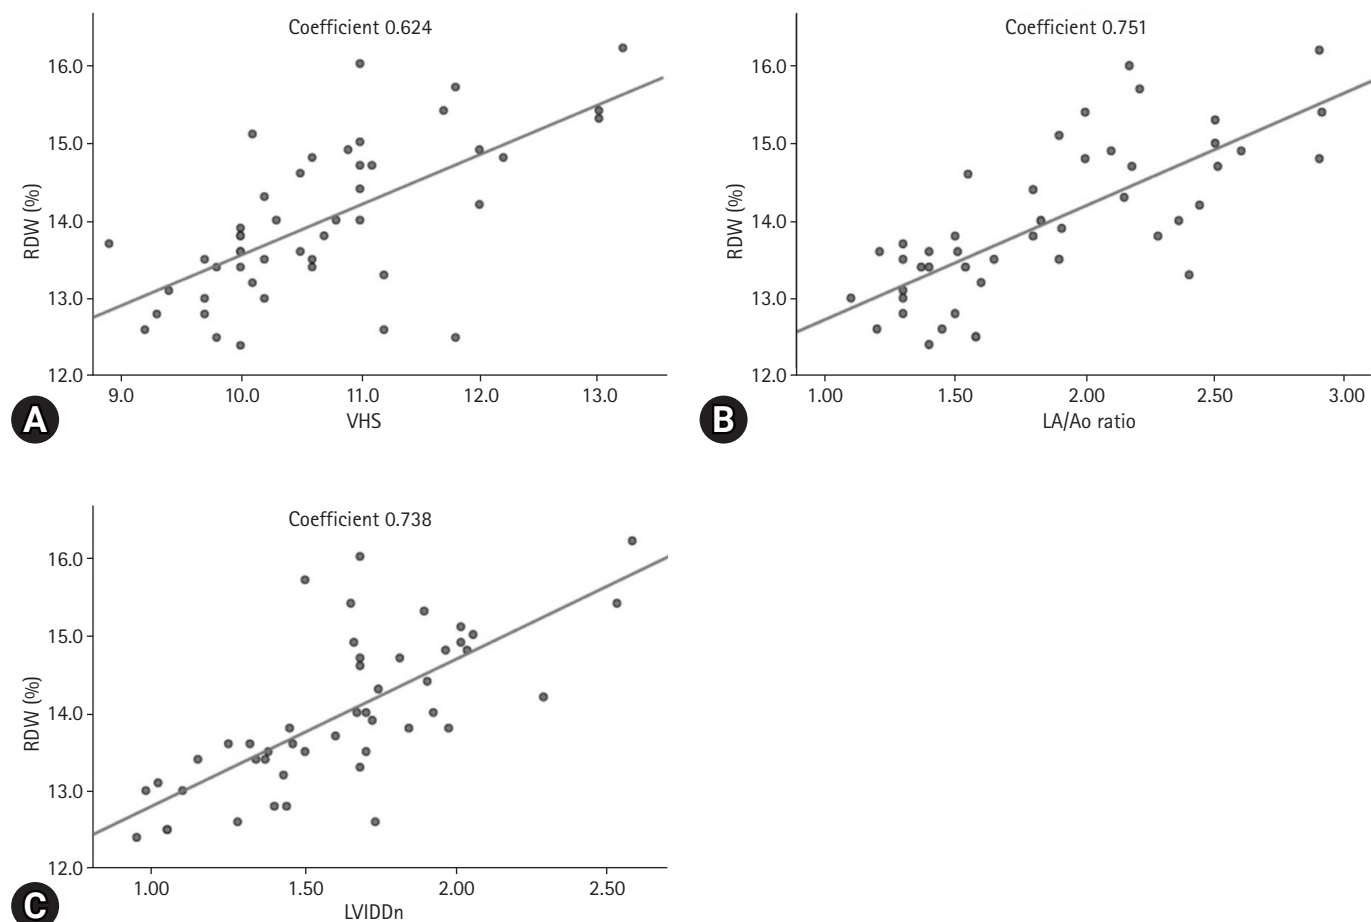 Coefficient 0.624
16.0
15.0
14.0
13.0
12.0
RDW (%)
9.0 10.0 11.0 12.0 13.0
VHS
A
Coefficient 0.751
16.0
15.0
14.0
13.0
12.0
RDW (%)
1.00 1.50 2.00 2.50 3.00
LA/Ao ratio
B
Coefficient 0.738
16.0
15.0
14.0
13.0
12.0
RDW (%)
1.00 1.50 2.00 2.50
LVIDDn
C